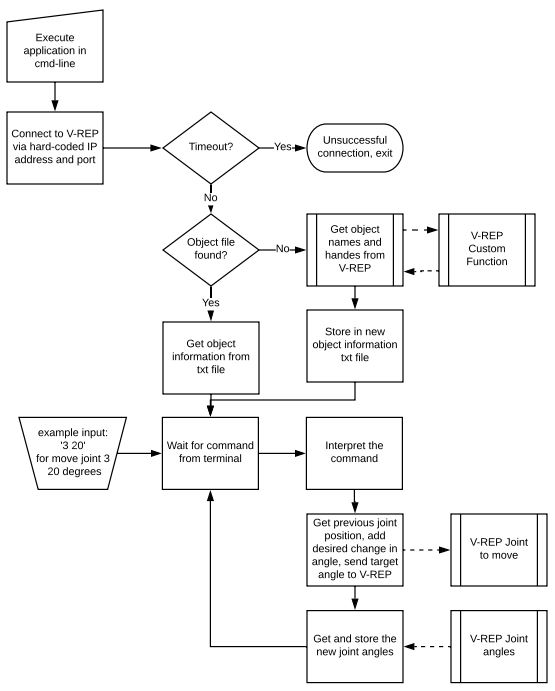 Execute
application in
cmd-line
Connect to V-REP
via hard-coded IP
address and port
Timeout?
Yes
Unsuccessful
connection, exit
No
Object file
found?
No
Get object
names and
handes from
V-REP
V-REP
Custom
Function
Yes
Get object
information from
txt file
Store in new
object information
txt file
example input:
'3 20'
for move joint 3
20 degrees
Wait for command
from terminal
Interpret the
command
Get previous joint
position, add
desired change in
angle, send target
angle to V-REP
V-REP Joint
to move
Get and store the
new joint angles
V-REP Joint
angles